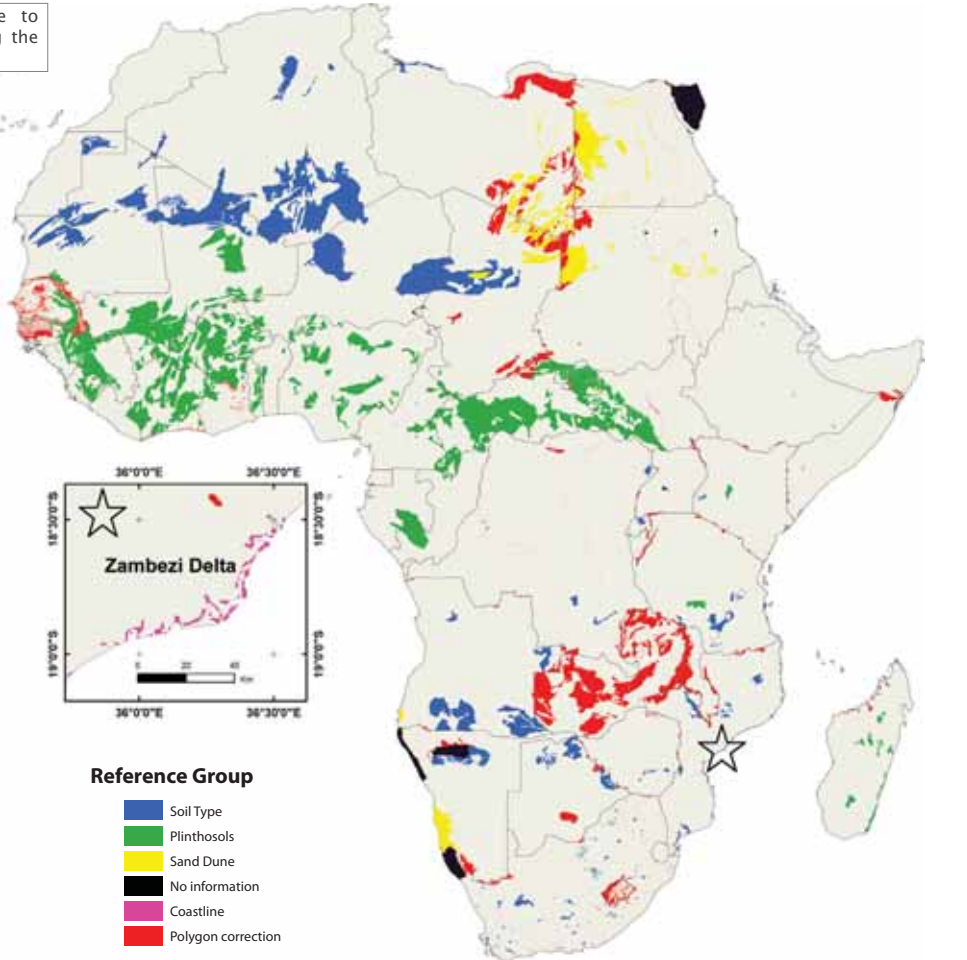 e to
g the
36°0'0"E 36°30'0"E
18°30'0"S 18°30'0"S
Zambezi Delta
19°0'0"S 19°0'0"S
0 20 40
Km
36°0'0"E 36°30'0"E
Reference Group
Soil Type
Plinthosols
Sand Dune
No information
Coastline
Polygon correction